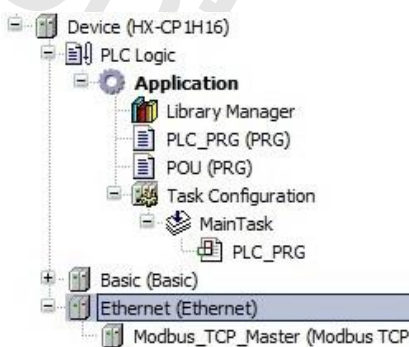 Device (HX-CP1H16)
PLC Logic
Application
Library Manager
PLC_PRG (PRG)
POU (PRG)
Task Configuration
MainTask
PLC_PRG
Basic (Basic)
Ethernet (Ethernet)
Modbus_TCP_Master (Modbus TCP